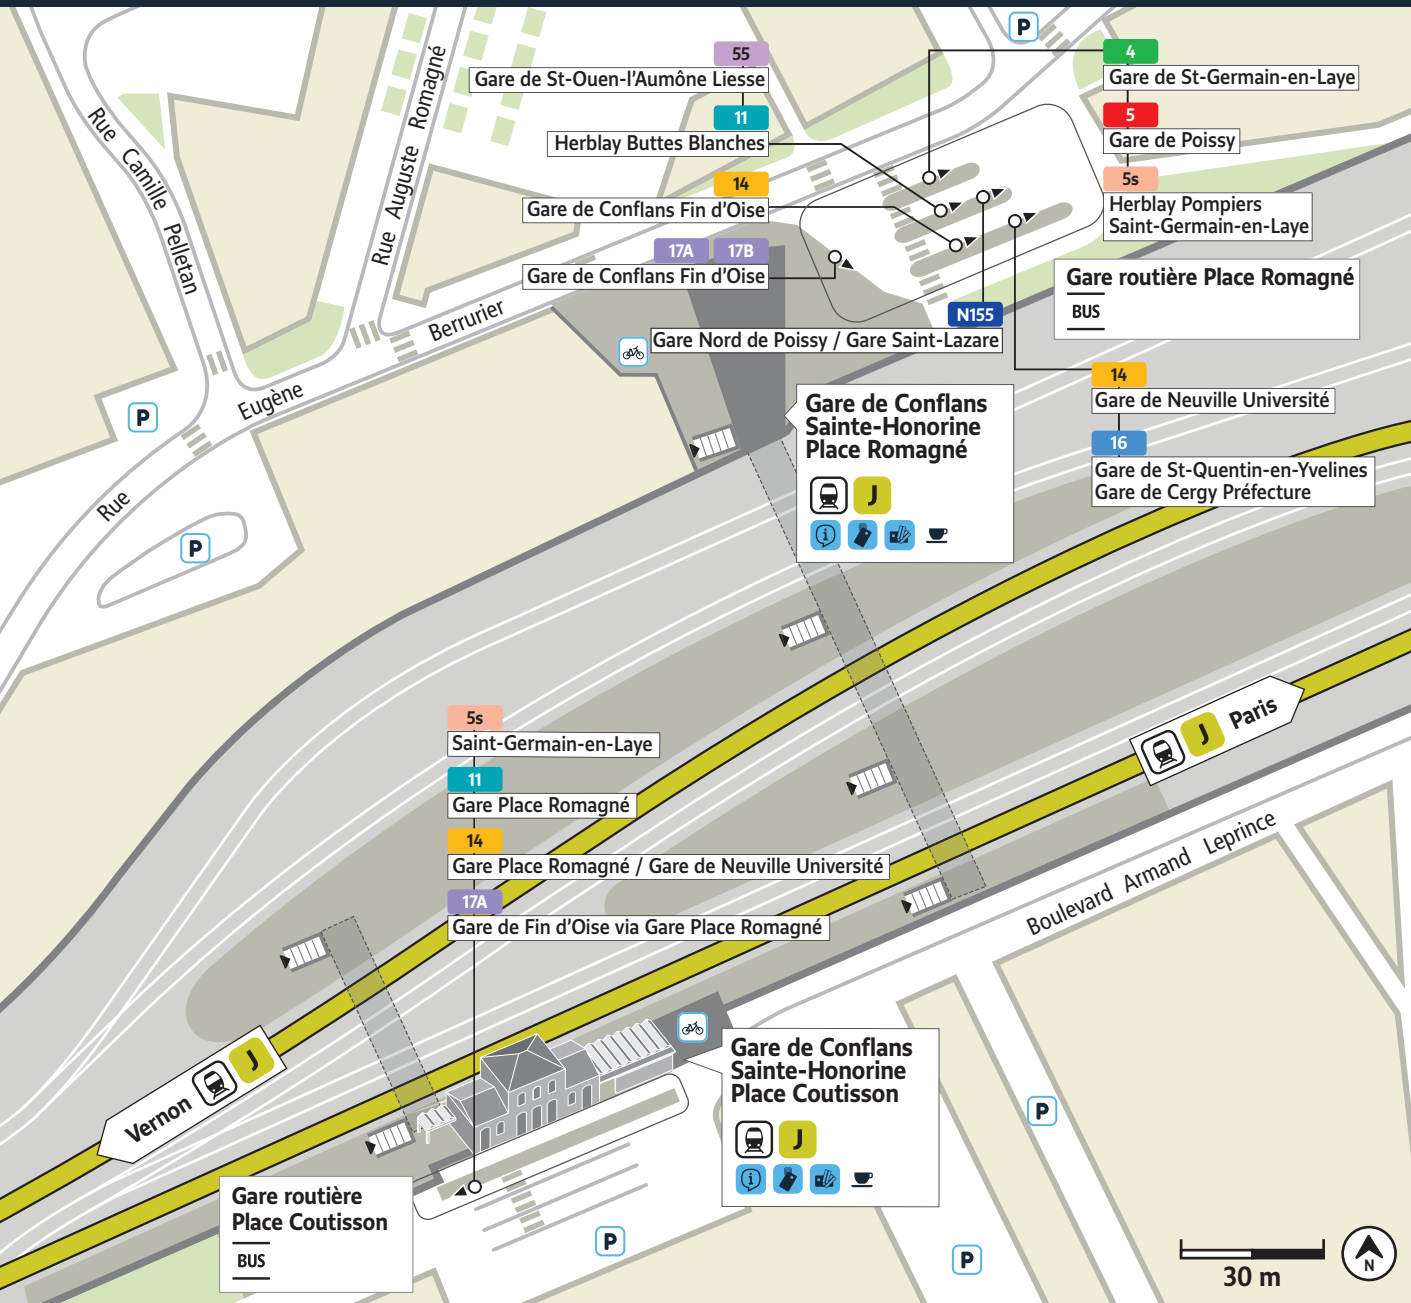 P
55
Gare de St-Ouen-l'Aumône Liesse
11
Herblay Buttes Blanches
14
Gare de Conflans Fin d'Oise
17A 17B
Gare de Conflans Fin d'Oise
4
Gare de St-Germain-en-Laye
5
Gare de Poissy
5s
Herblay Pompiers
Saint-Germain-en-Laye
Gare routière Place Romagné
BUS
N155
Gare Nord de Poissy / Gare Saint-Lazare
14
Gare de Neuville Université
16
Gare de St-Quentin-en-Yvelines
Gare de Cergy Préfecture
Rue Camille Pelletan
Rue Auguste Romagné
Rue Eugène Berrurier
P
P
Gare de Conflans
Sainte-Honorine
Place Romagné
J
i
5s
Saint-Germain-en-Laye
11
Gare Place Romagné
14
Gare Place Romagné / Gare de Neuville Université
17A
Gare de Fin d'Oise via Gare Place Romagné
J Paris
Boulevard Armand Leprince
Vernon J
Gare de Conflans
Sainte-Honorine
Place Coutisson
J
i
Gare routière
Place Coutisson
BUS
P
P
P
30 m
N